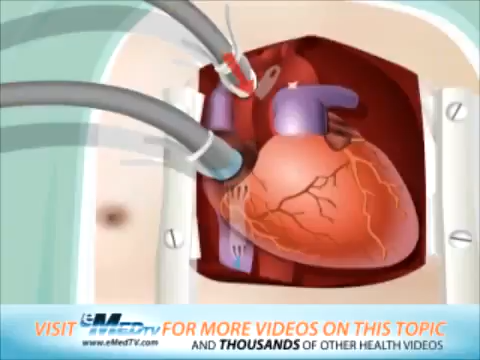 VISIT eMEDTV FOR MORE VIDEOS ON THIS TOPIC
www.eMedTV.com AND THOUSANDS OF OTHER HEALTH VIDEOS